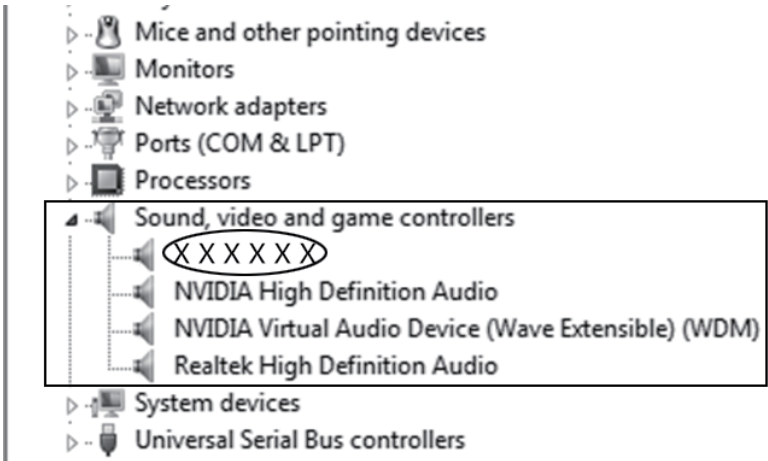 Mice and other pointing devices
Monitors
Network adapters
Ports (COM & LPT)
Processors
Sound, video and game controllers
X X X X X X
NVIDIA High Definition Audio
NVIDIA Virtual Audio Device (Wave Extensible) (WDM)
Realtek High Definition Audio
System devices
Universal Serial Bus controllers